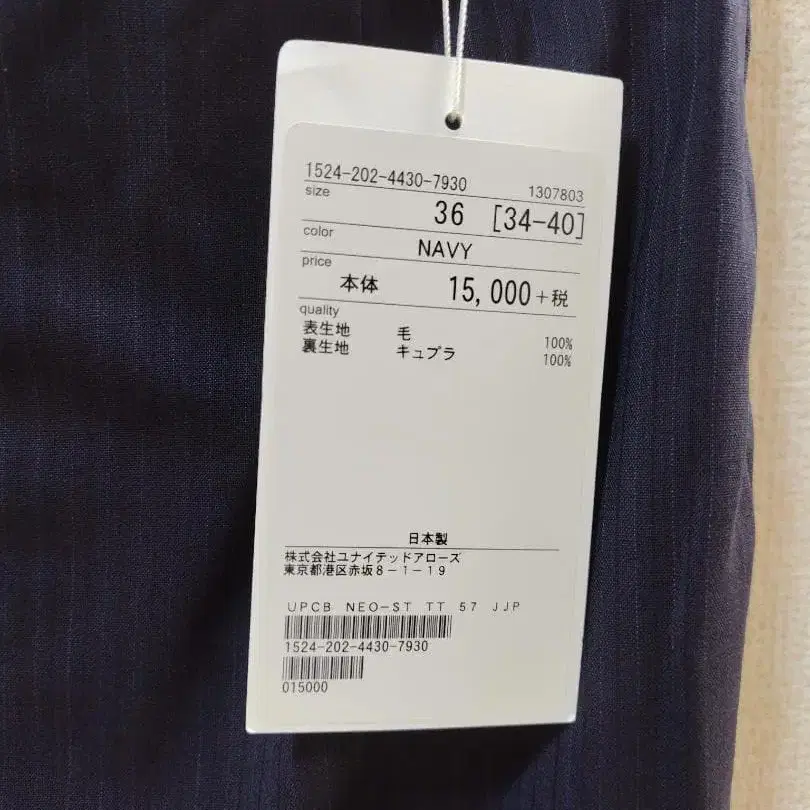 1524-202-4430-7930 1307803
size
36 [34-40]
color
NAVY
price
本体 15,000+税
quality
表生地 毛 100%
裏生地 キュプラ 100%
日本製
株式会社ユナイテッドアローズ
東京都港区赤坂8-1-19
UPCB NEO-ST TT 57 JJP
1524-202-4430-7930
015000